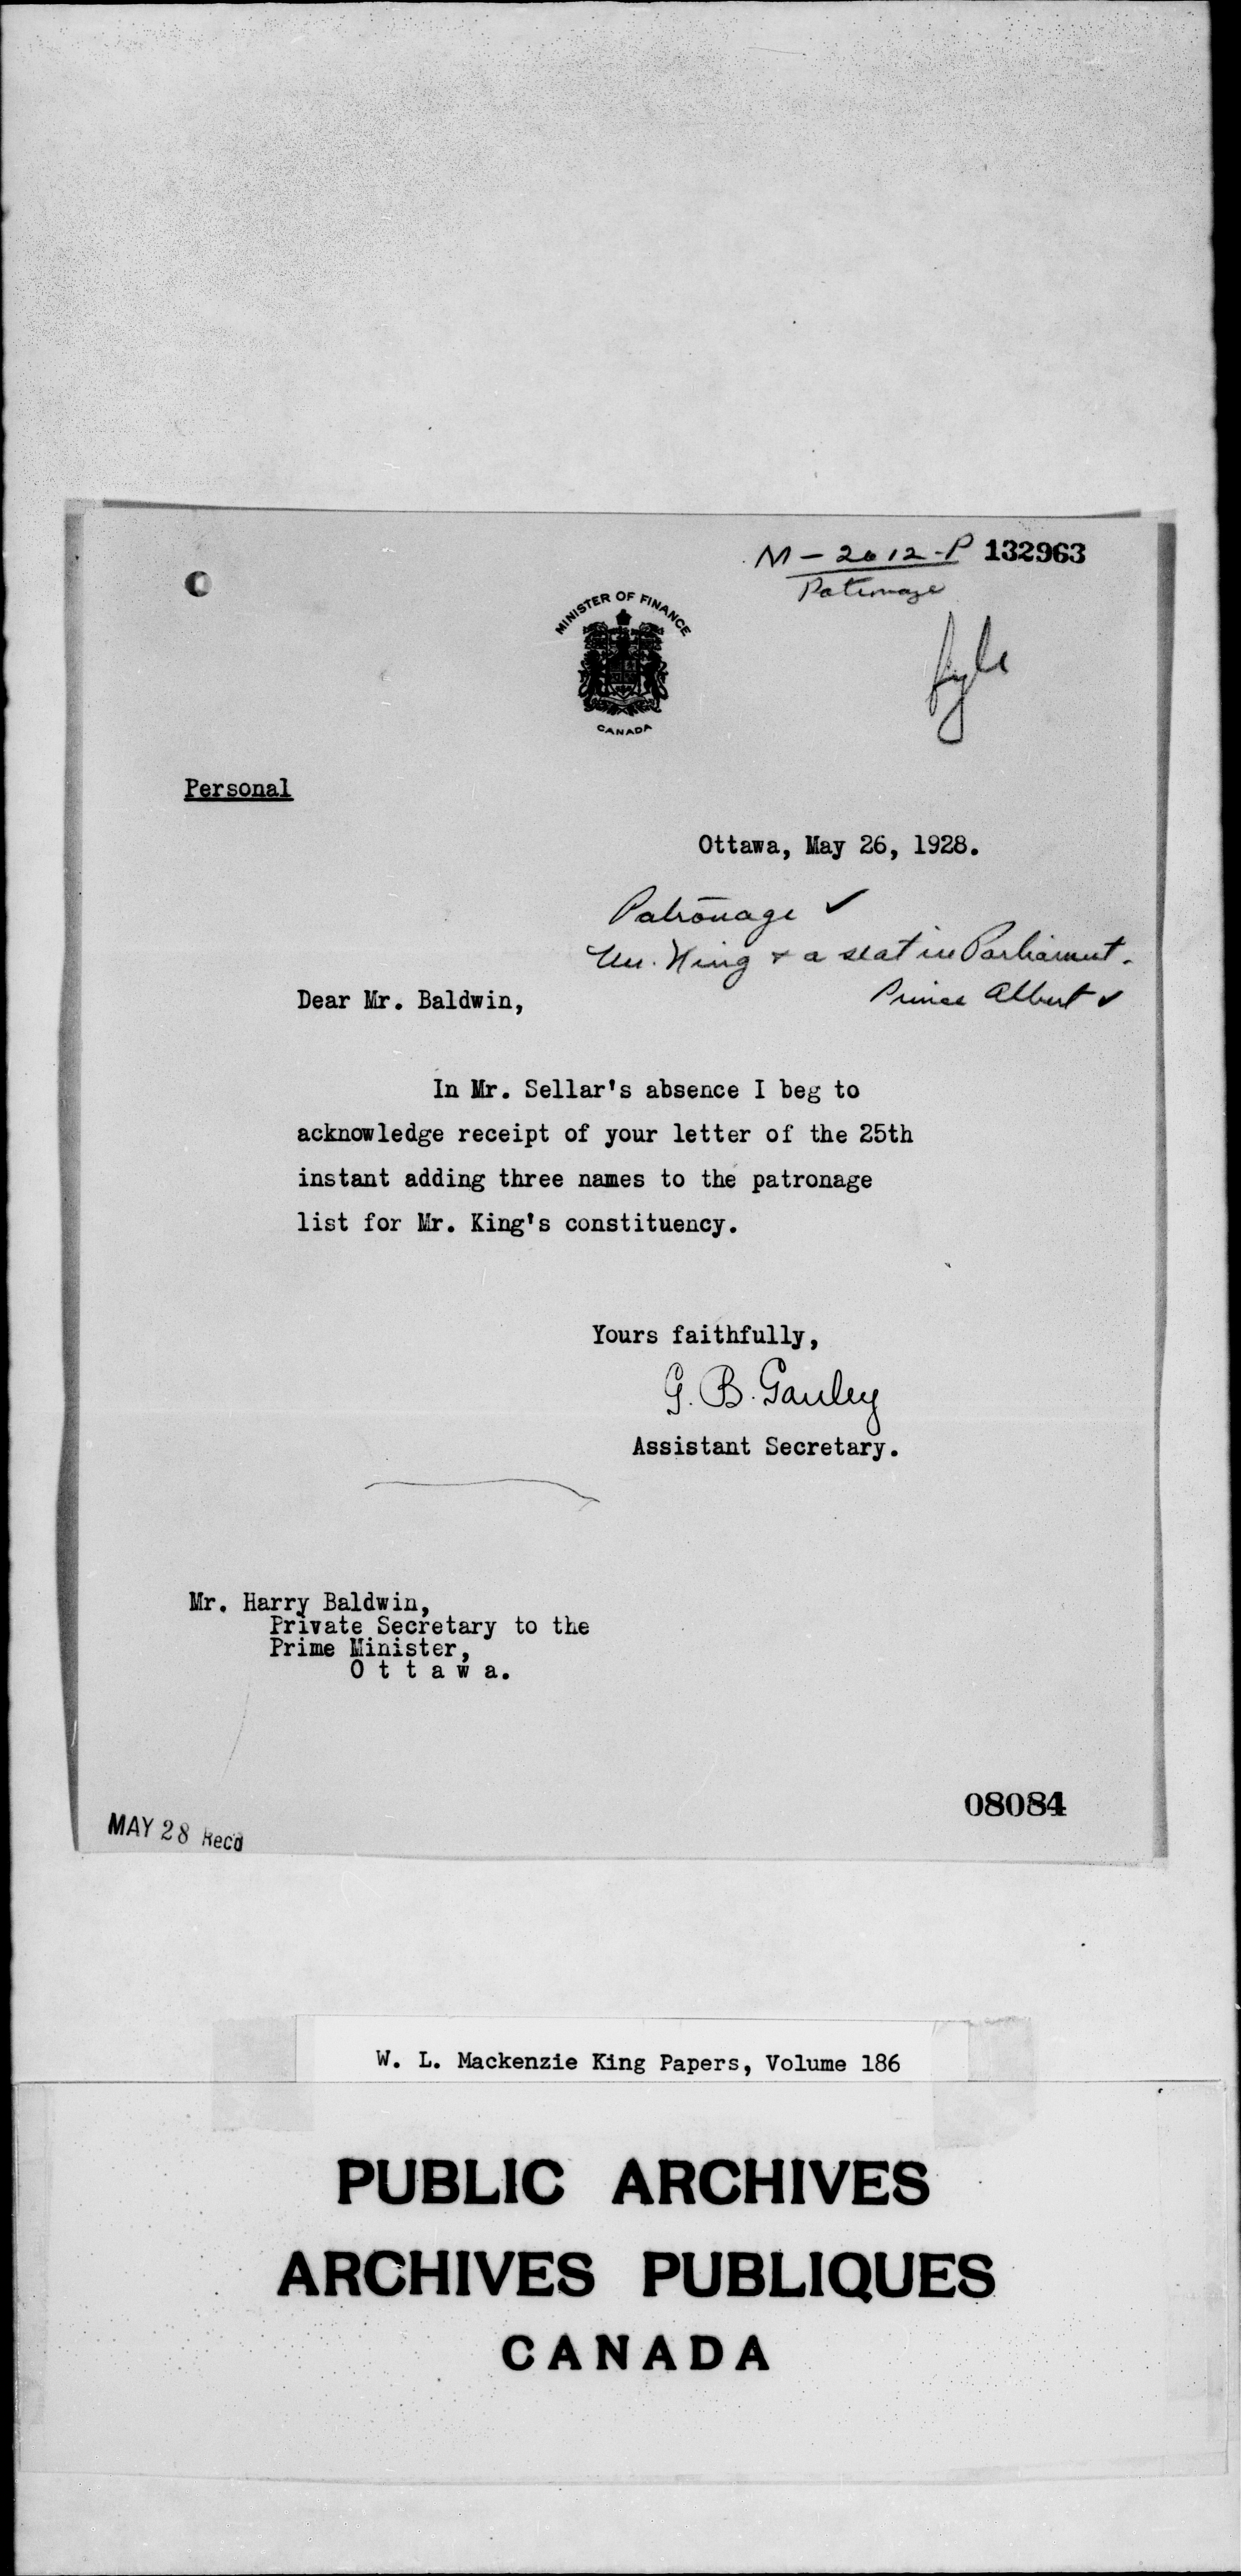 M - 2012-P 132963
Patronage
MINISTER OF FINANCE
CANADA
fyle
Personal
Ottawa, May 26, 1928.
Patronage ✓
Mr. King + a seat in Parliament.
Prince Albert ✓
Dear Mr. Baldwin,
In Mr. Sellar's absence I beg to
acknowledge receipt of your letter of the 25th
instant adding three names to the patronage
list for Mr. King's constituency.
Yours faithfully,
G. B. Gauley
Assistant Secretary.
Mr. Harry Baldwin,
Private Secretary to the
Prime Minister,
O t t a w a.
08084
MAY 28 Recd
W. L. Mackenzie King Papers, Volume 186
PUBLIC ARCHIVES
ARCHIVES PUBLIQUES
CANADA